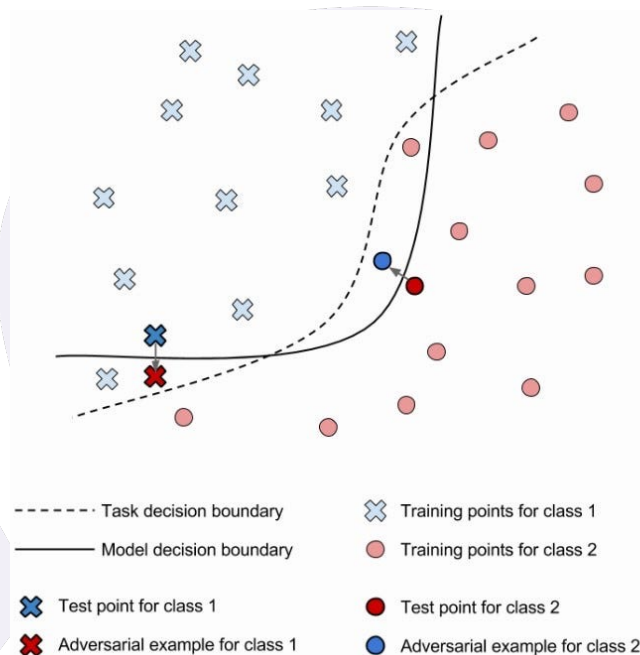 Task decision boundary
Model decision boundary
Test point for class 1
Adversarial example for class 1
Training points for class 1
Training points for class 2
Test point for class 2
Adversarial example for class 2